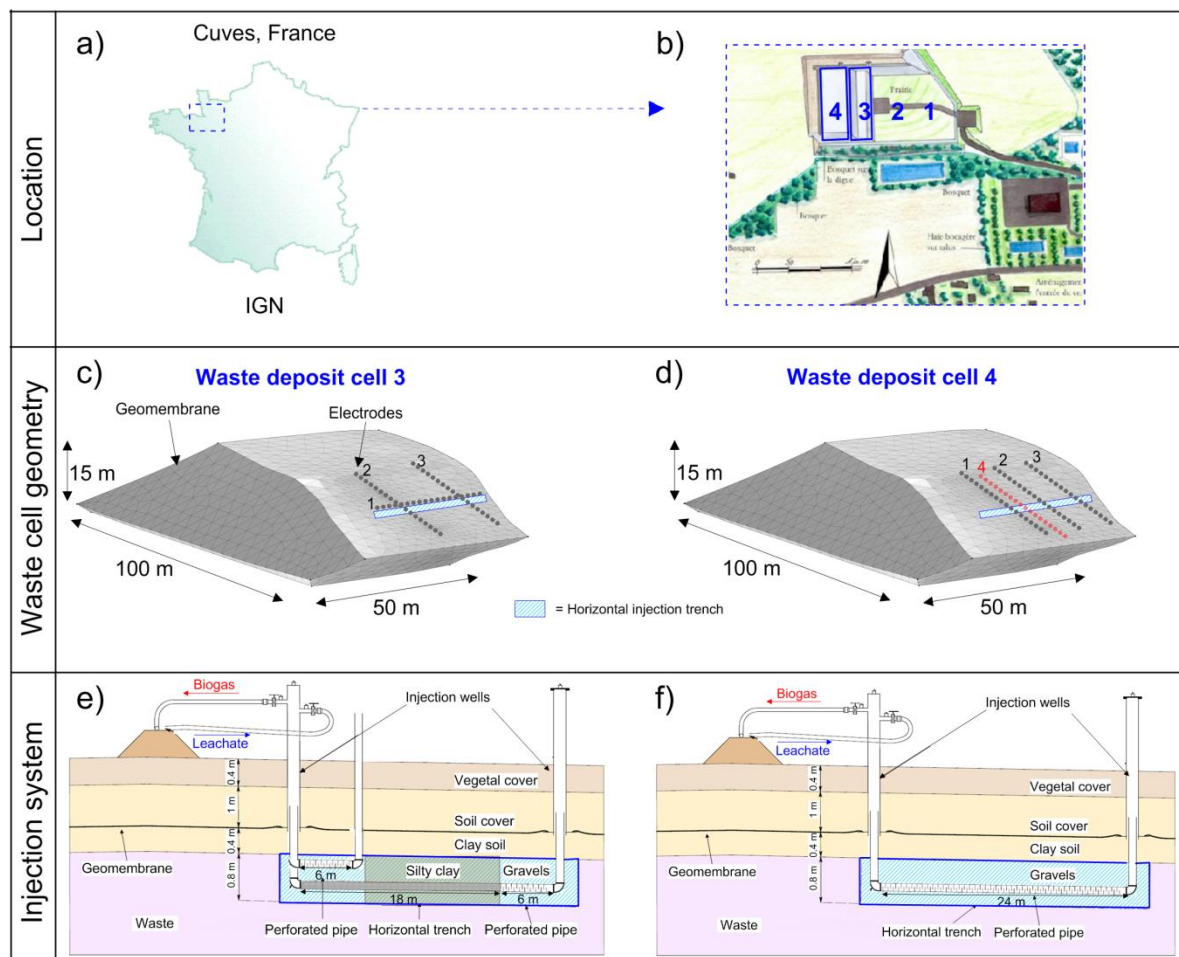 Location
a)
Cuves, France
IGN
b)
4 3 2 1
Prairie
Bosquet sur
la digue
Bosquet
Bosquet
Haie bocagère
sur talus
Bosquet
Aménagement
Waste cell geometry
c)
Waste deposit cell 3
Geomembrane
Electrodes
15 m
2
3
1
100 m
50 m
= Horizontal injection trench
d)
Waste deposit cell 4
15 m
1
4
2
3
100 m
50 m
Injection system
e)
Biogas
Injection wells
Leachate
0.4 m
Vegetal cover
1 m
Soil cover
0.4 m
Clay soil
Geomembrane
0.8 m
6 m
Silty clay
Gravels
18 m
6 m
Waste
Perforated pipe
Horizontal trench
Perforated pipe
f)
Biogas
Injection wells
Leachate
0.4 m
Vegetal cover
1 m
Soil cover
0.4 m
Clay soil
Geomembrane
0.8 m
Gravels
24 m
Waste
Horizontal trench
Perforated pipe